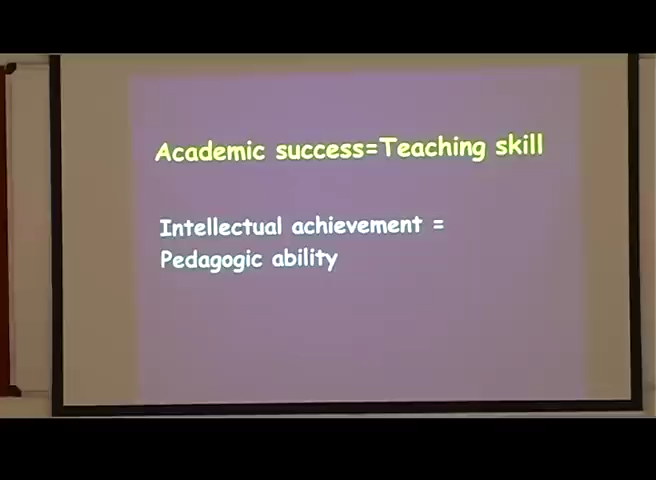 Academic success=Teaching skill
Intellectual achievement =
Pedagogic ability